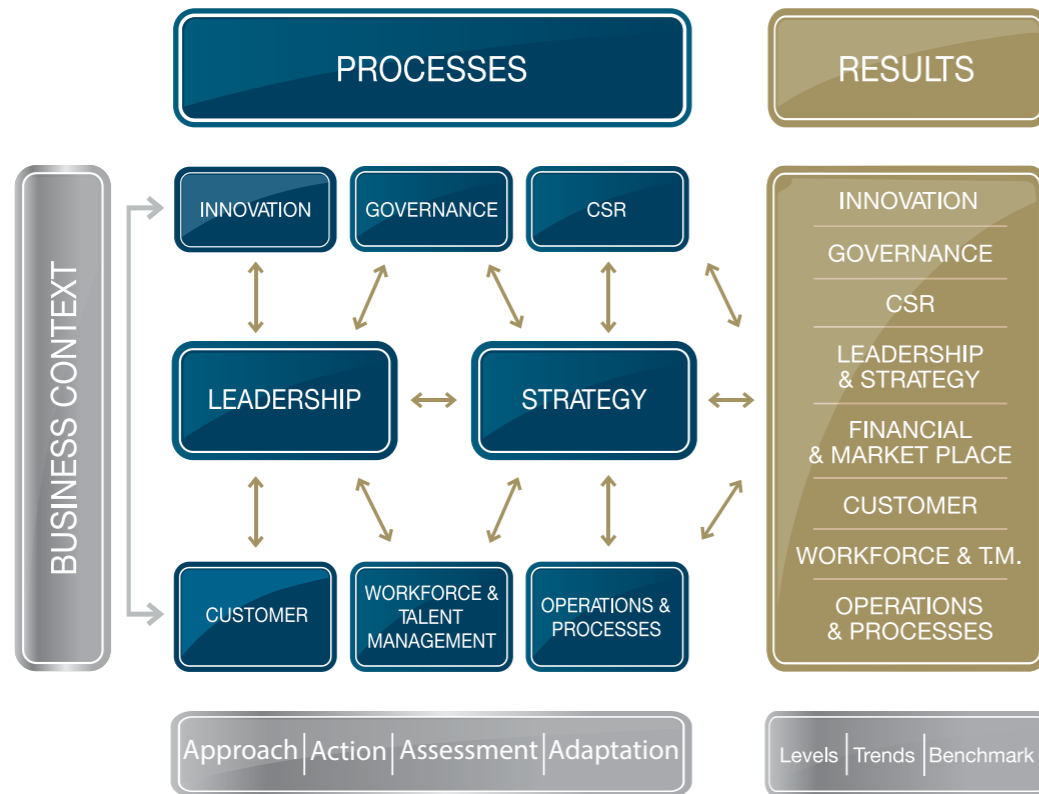 PROCESSES
RESULTS
BUSINESS CONTEXT
INNOVATION
GOVERNANCE
CSR
LEADERSHIP
STRATEGY
CUSTOMER
WORKFORCE &
TALENT
MANAGEMENT
OPERATIONS &
PROCESSES
INNOVATION
GOVERNANCE
CSR
LEADERSHIP
& STRATEGY
FINANCIAL
& MARKET PLACE
CUSTOMER
WORKFORCE & T.M.
OPERATIONS
& PROCESSES
Approach Action Assessment Adaptation
Levels Trends Benchmark